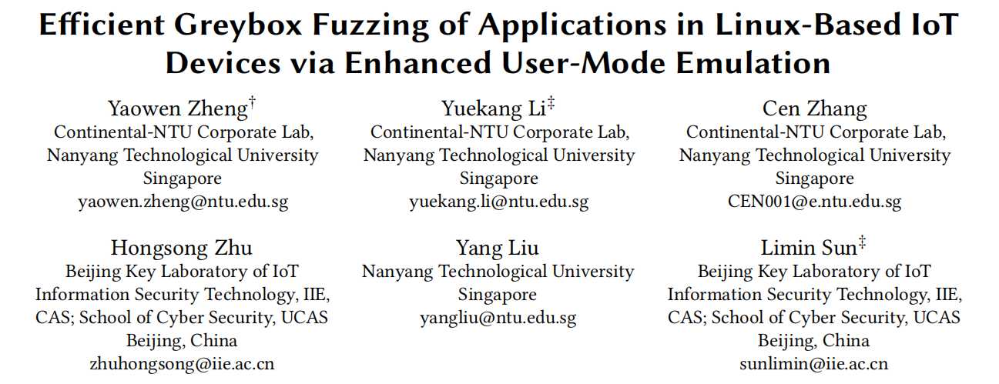 Efficient Greybox Fuzzing of Applications in Linux-Based IoT
Devices via Enhanced User-Mode Emulation
Yaowen Zheng†
Continental-NTU Corporate Lab,
Nanyang Technological University
Singapore
yaowen.zheng@ntu.edu.sg
Yuekang Li‡
Continental-NTU Corporate Lab,
Nanyang Technological University
Singapore
yuekang.li@ntu.edu.sg
Cen Zhang
Continental-NTU Corporate Lab,
Nanyang Technological University
Singapore
CEN001@e.ntu.edu.sg
Hongsong Zhu
Beijing Key Laboratory of IoT
Information Security Technology, IIE,
CAS; School of Cyber Security, UCAS
Beijing, China
zhuhongsong@iie.ac.cn
Yang Liu
Nanyang Technological University
Singapore
yangliu@ntu.edu.sg
Limin Sun‡
Beijing Key Laboratory of IoT
Information Security Technology, IIE,
CAS; School of Cyber Security, UCAS
Beijing, China
sunlimin@iie.ac.cn